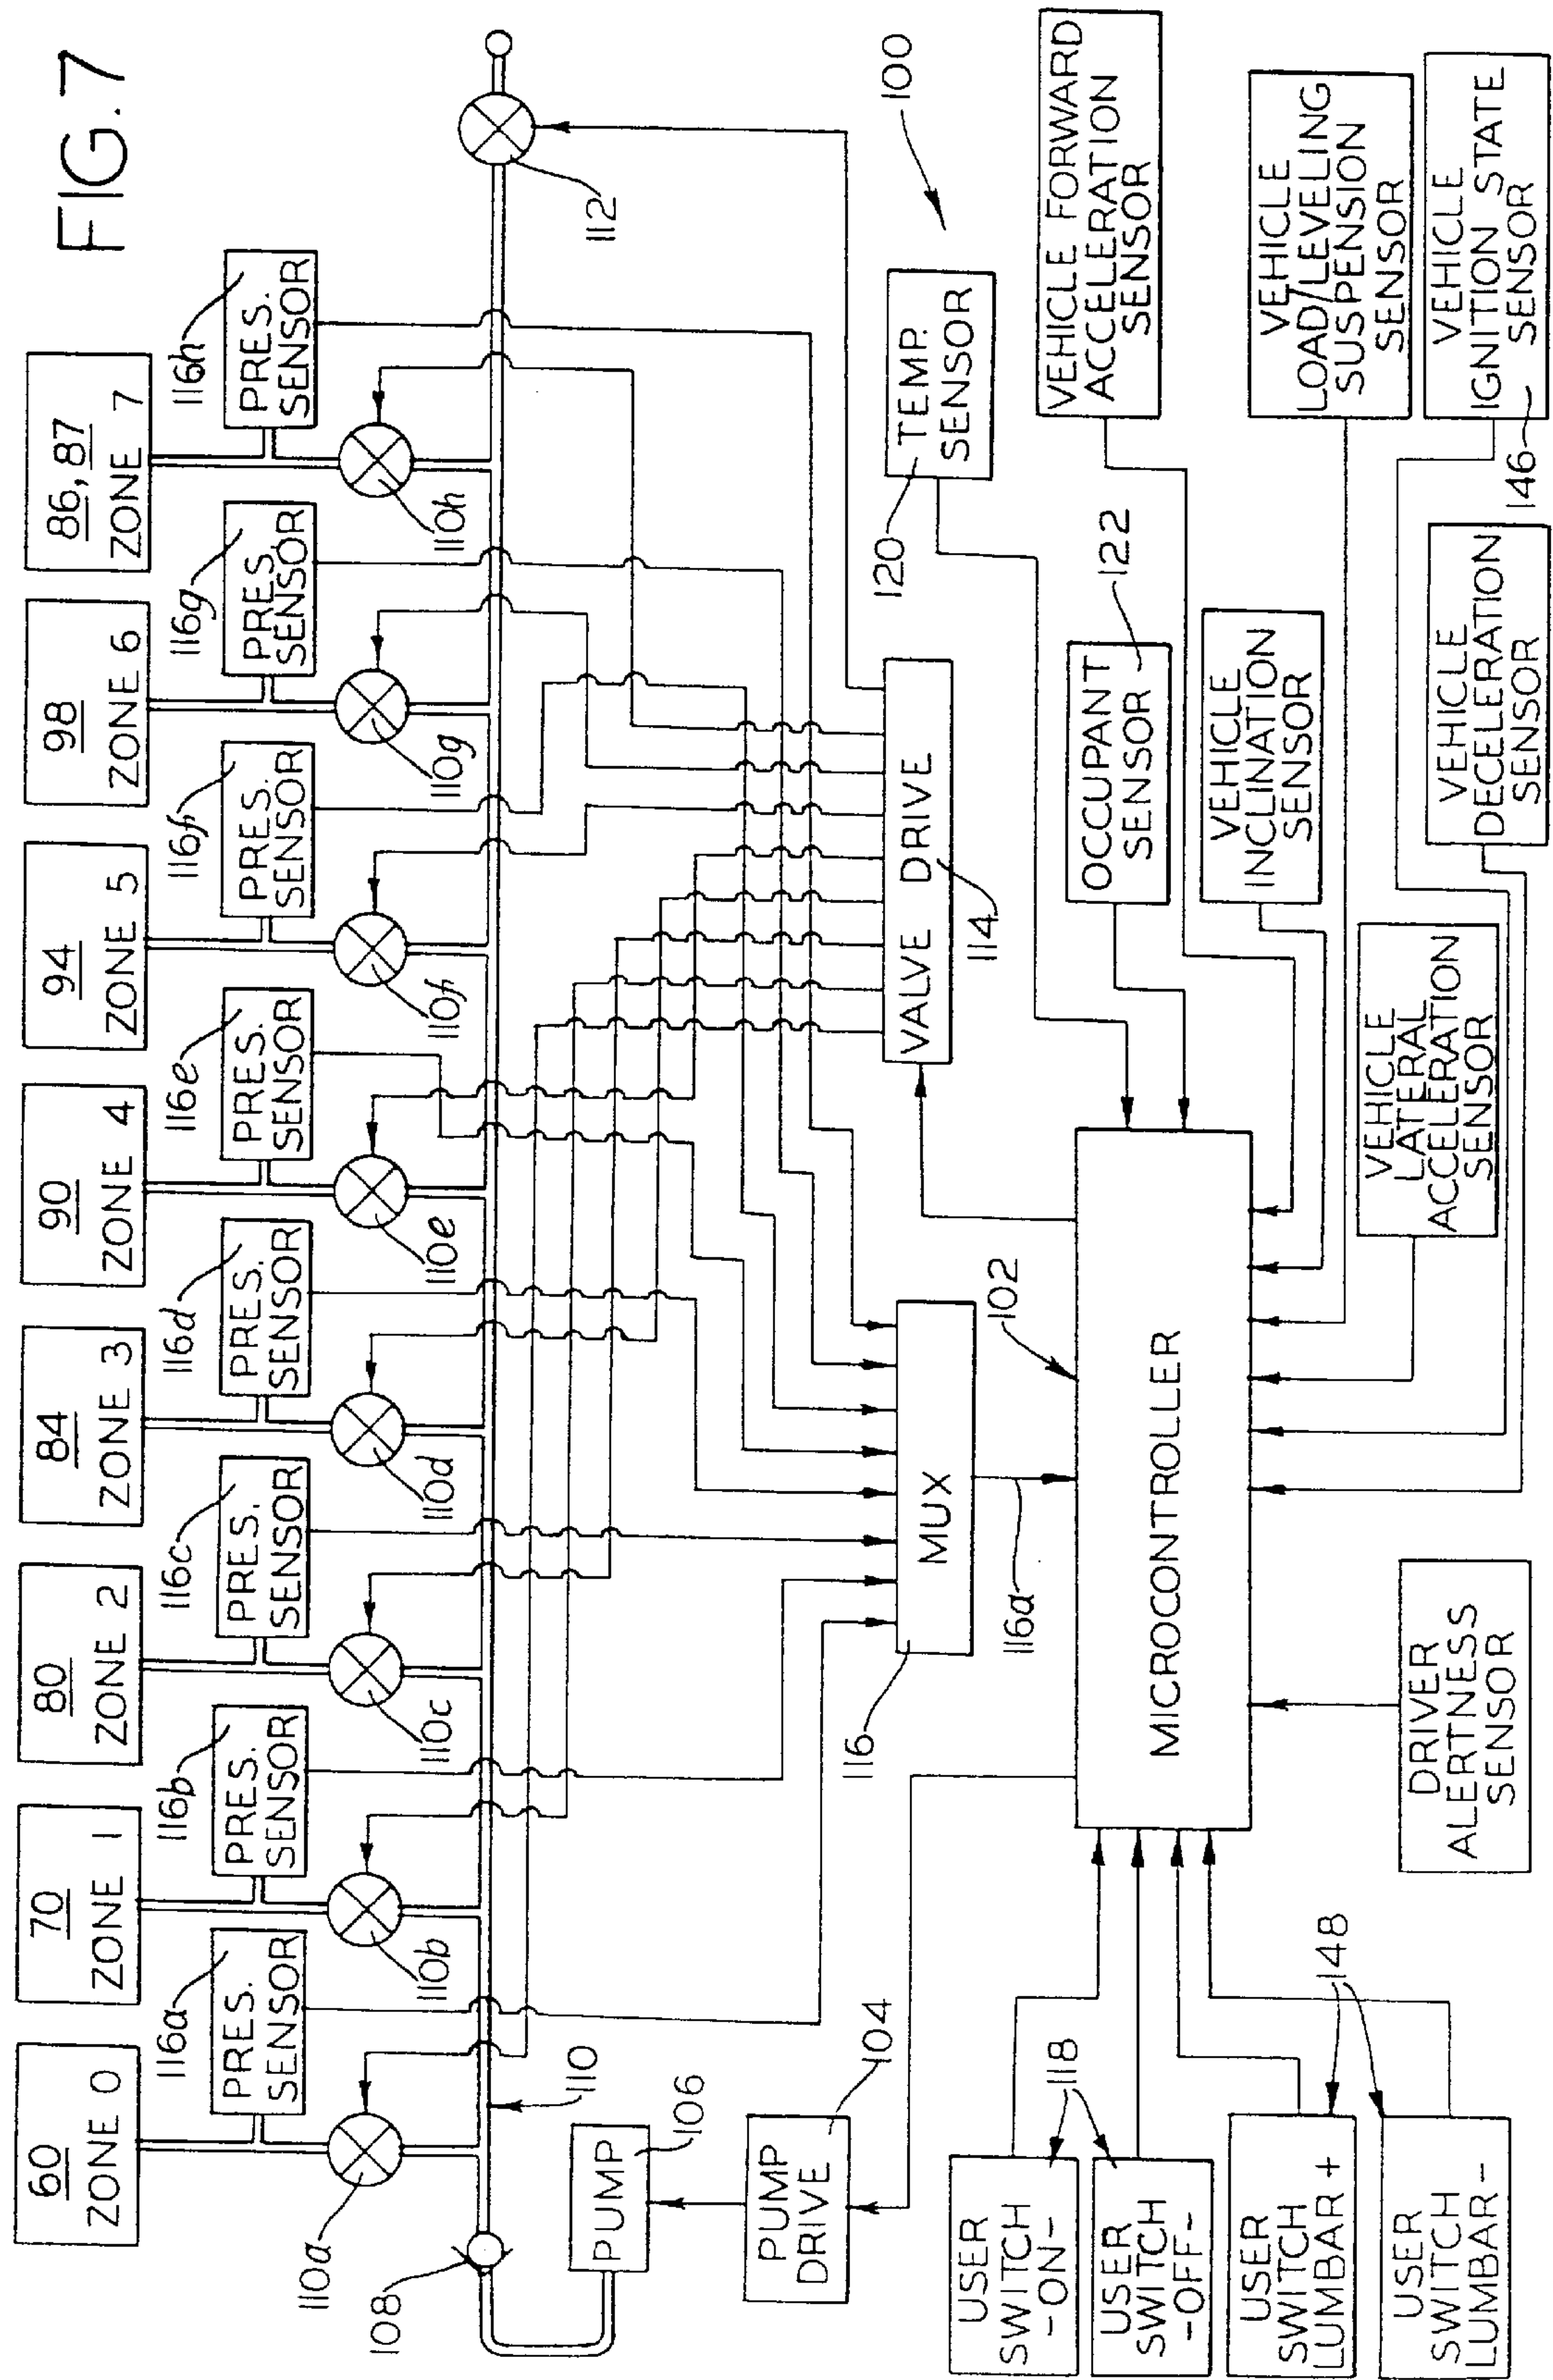 FIG. 7
60
ZONE 0
70
ZONE 1
80
ZONE 2
84
ZONE 3
90
ZONE 4
94
ZONE 5
98
ZONE 6
86, 87
ZONE 7
116a
PRES.
SENSOR
116b
PRES.
SENSOR
116c
PRES.
SENSOR
116d
PRES.
SENSOR
116e
PRES.
SENSOR
116f
PRES.
SENSOR
116g
PRES.
SENSOR
116h
PRES.
SENSOR
110a
110b
110c
110d
110e
110f
110g
110h
108
110
112
PUMP
106
PUMP
DRIVE
104
116
MUX
116a
VALVE DRIVE
114
120
TEMP.
SENSOR
100
MICROCONTROLLER
102
OCCUPANT
SENSOR
122
VEHICLE FORWARD
ACCELERATION
SENSOR
VEHICLE
INCLINATION
SENSOR
VEHICLE
LOAD/LEVELING
SUSPENSION
SENSOR
VEHICLE
LATERAL
ACCELERATION
SENSOR
VEHICLE
IGNITION STATE
SENSOR
146
VEHICLE
DECELERATION
SENSOR
DRIVER
ALERTNESS
SENSOR
USER
SWITCH
-ON-
118
USER
SWITCH
-OFF-
USER
SWITCH
LUMBAR +
148
USER
SWITCH
LUMBAR -